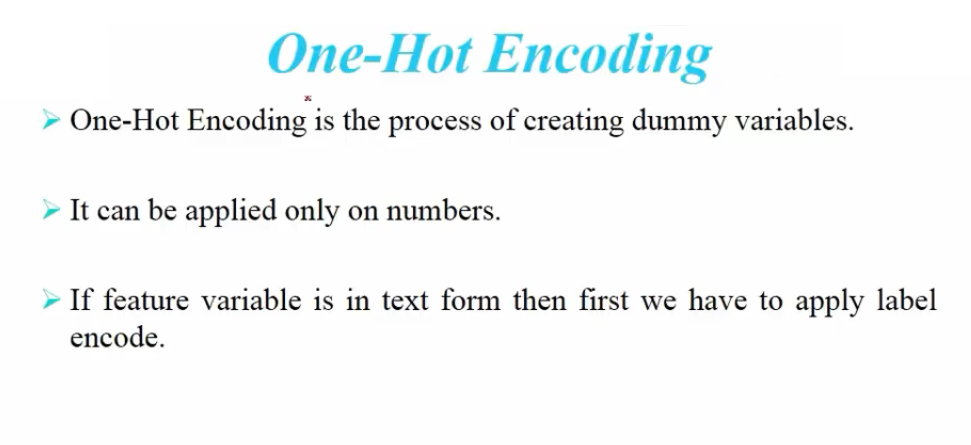 One-Hot Encoding
One-Hot Encoding is the process of creating dummy variables.
It can be applied only on numbers.
If feature variable is in text form then first we have to apply label
encode.